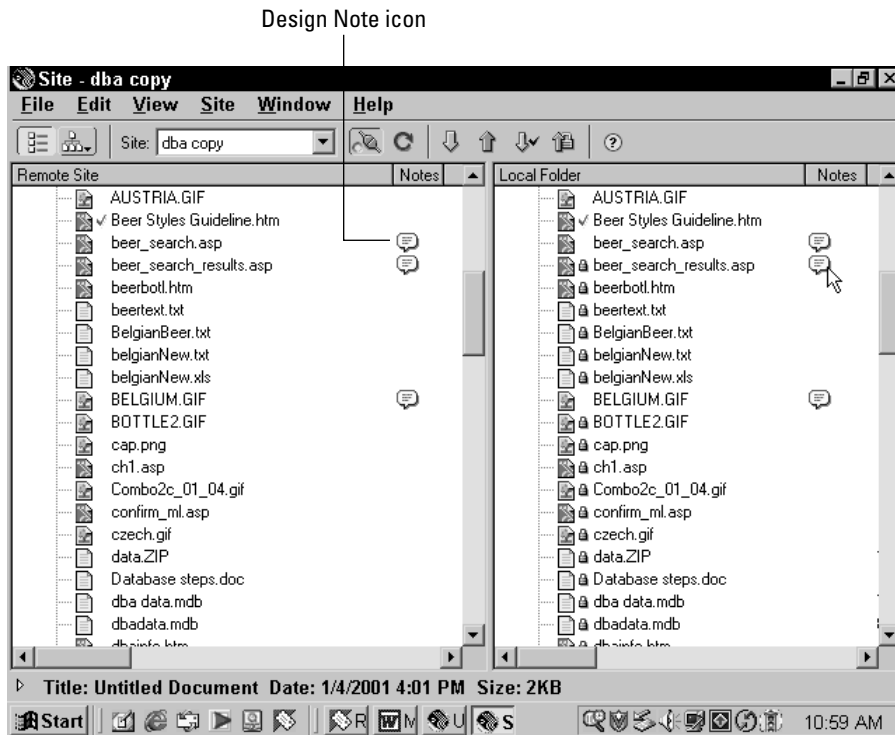 Design Note icon
Site - dba copy
File Edit View Site Window Help
Site: dba copy
Remote Site Notes
AUSTRIA.GIF
Beer Styles Guideline.htm
beer_search.asp
beer_search_results.asp
beerbotl.htm
beertext.txt
BelgianBeer.txt
belgianNew.txt
belgianNew.xls
BELGIUM.GIF
BOTTLE2.GIF
cap.png
ch1.asp
Combo2c_01_04.gif
confirm_ml.asp
czech.gif
data.ZIP
Database steps.doc
dba data.mdb
dbadata.mdb
dbainfo.htm
Local Folder Notes
AUSTRIA.GIF
Beer Styles Guideline.htm
beer_search.asp
beer_search_results.asp
beerbotl.htm
beertext.txt
BelgianBeer.txt
belgianNew.txt
belgianNew.xls
BELGIUM.GIF
BOTTLE2.GIF
cap.png
ch1.asp
Combo2c_01_04.gif
confirm_ml.asp
czech.gif
data.ZIP
Database steps.doc
dba data.mdb
dbadata.mdb
dbainfo.htm
Title: Untitled Document Date: 1/4/2001 4:01 PM Size: 2KB
Start R M U S 10:59 AM